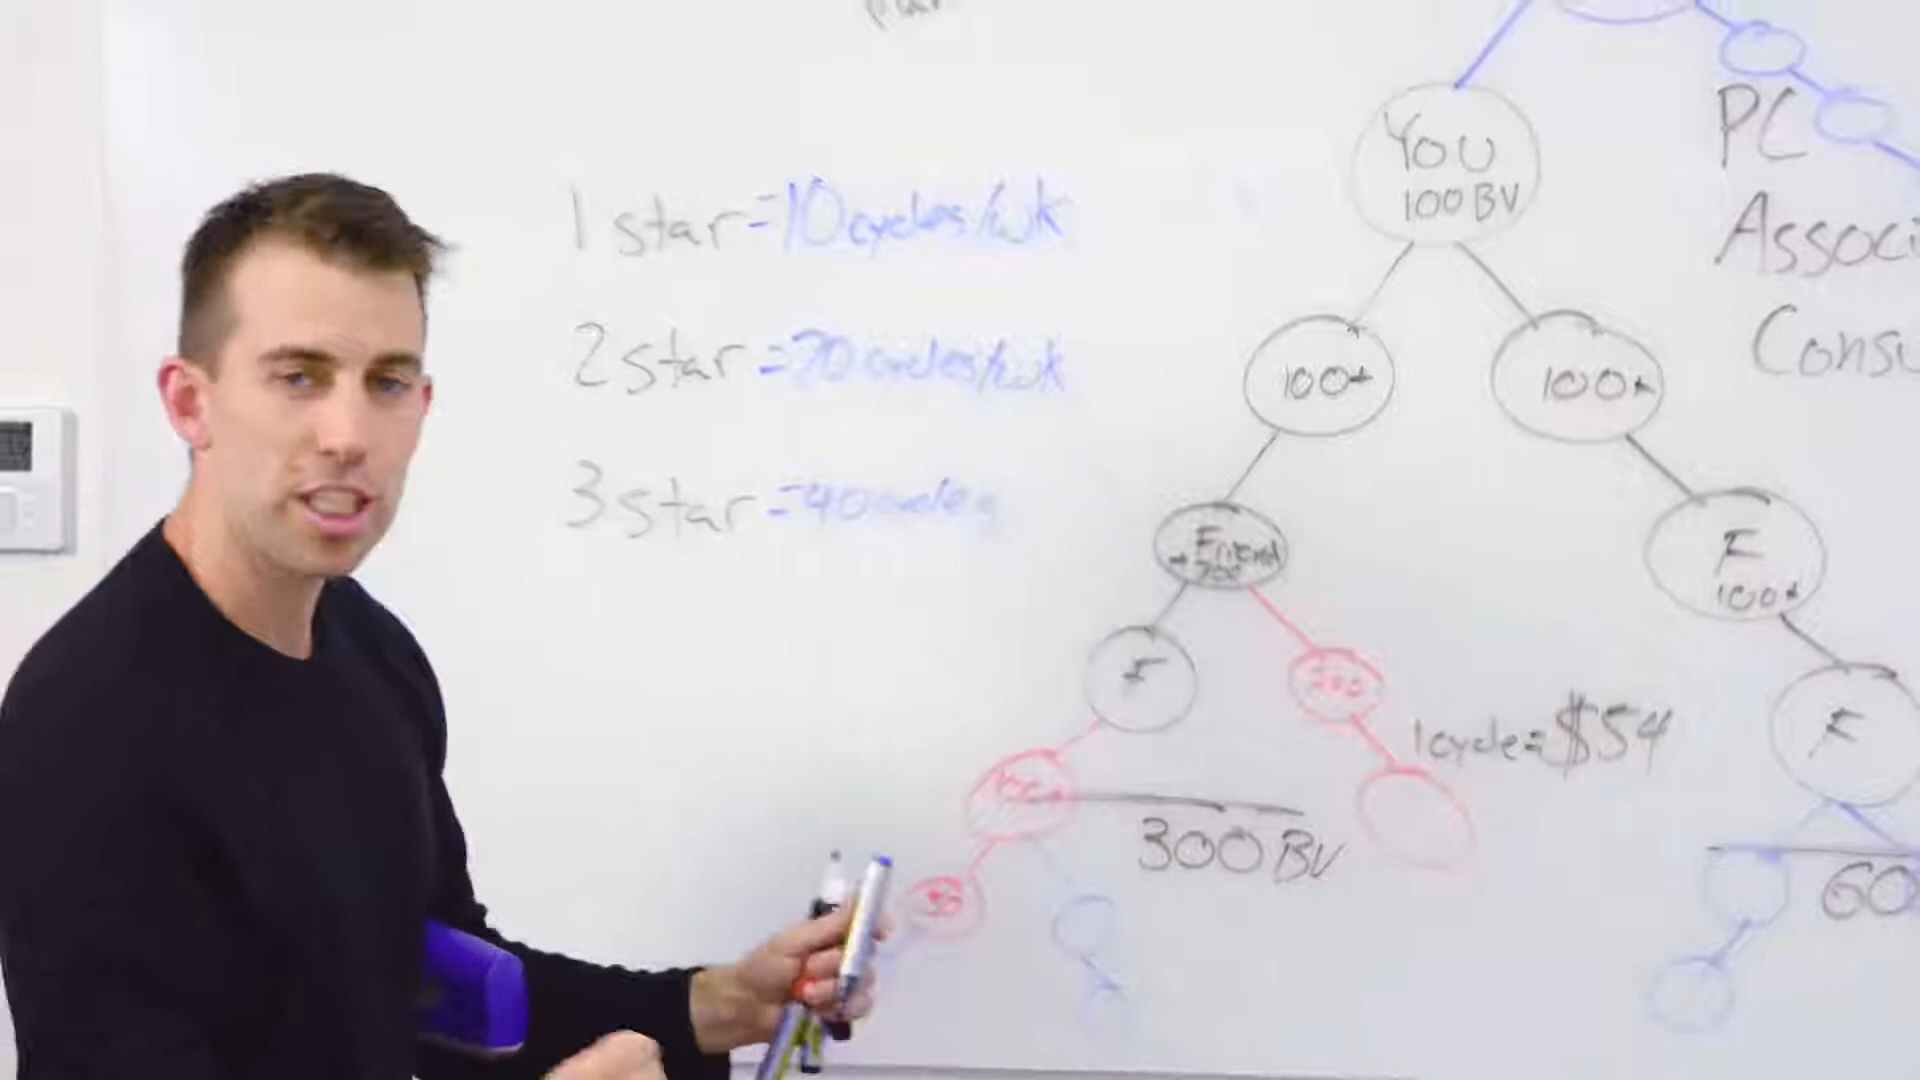 1 star = 10 cycles/wk
2 star = 20 cycles/wk
3 star = 40 cycles
YOU
100 BV
100+
100+
Friend
F
100+
F
F
300 BV
1 cycle = $54
60
PC
Associ
Consu